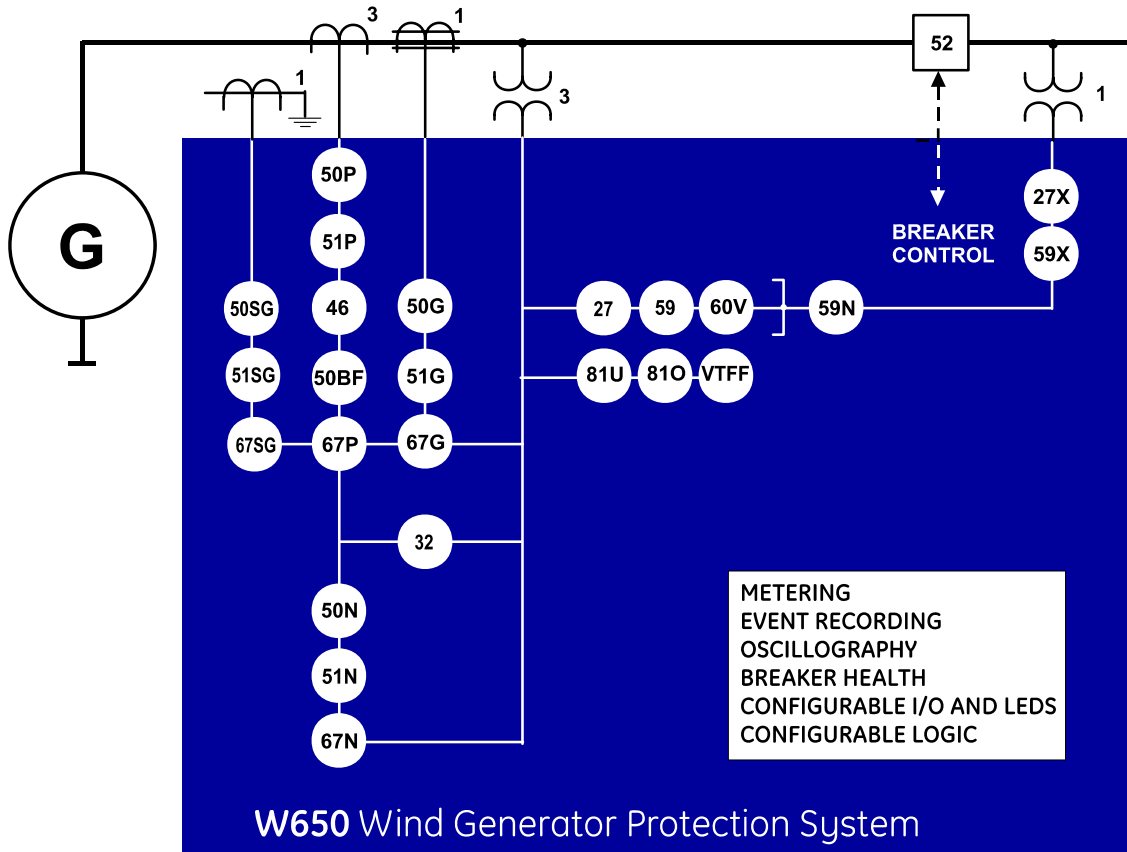 3
1
52
1
3
1
G
50P
27X
51P
BREAKER
CONTROL
59X
50SG
46
50G
27
59
60V
59N
51SG
50BF
51G
81U
81O
VTFF
67SG
67P
67G
32
50N
51N
67N
METERING
EVENT RECORDING
OSCILLOGRAPHY
BREAKER HEALTH
CONFIGURABLE I/O AND LEDS
CONFIGURABLE LOGIC
W650 Wind Generator Protection System